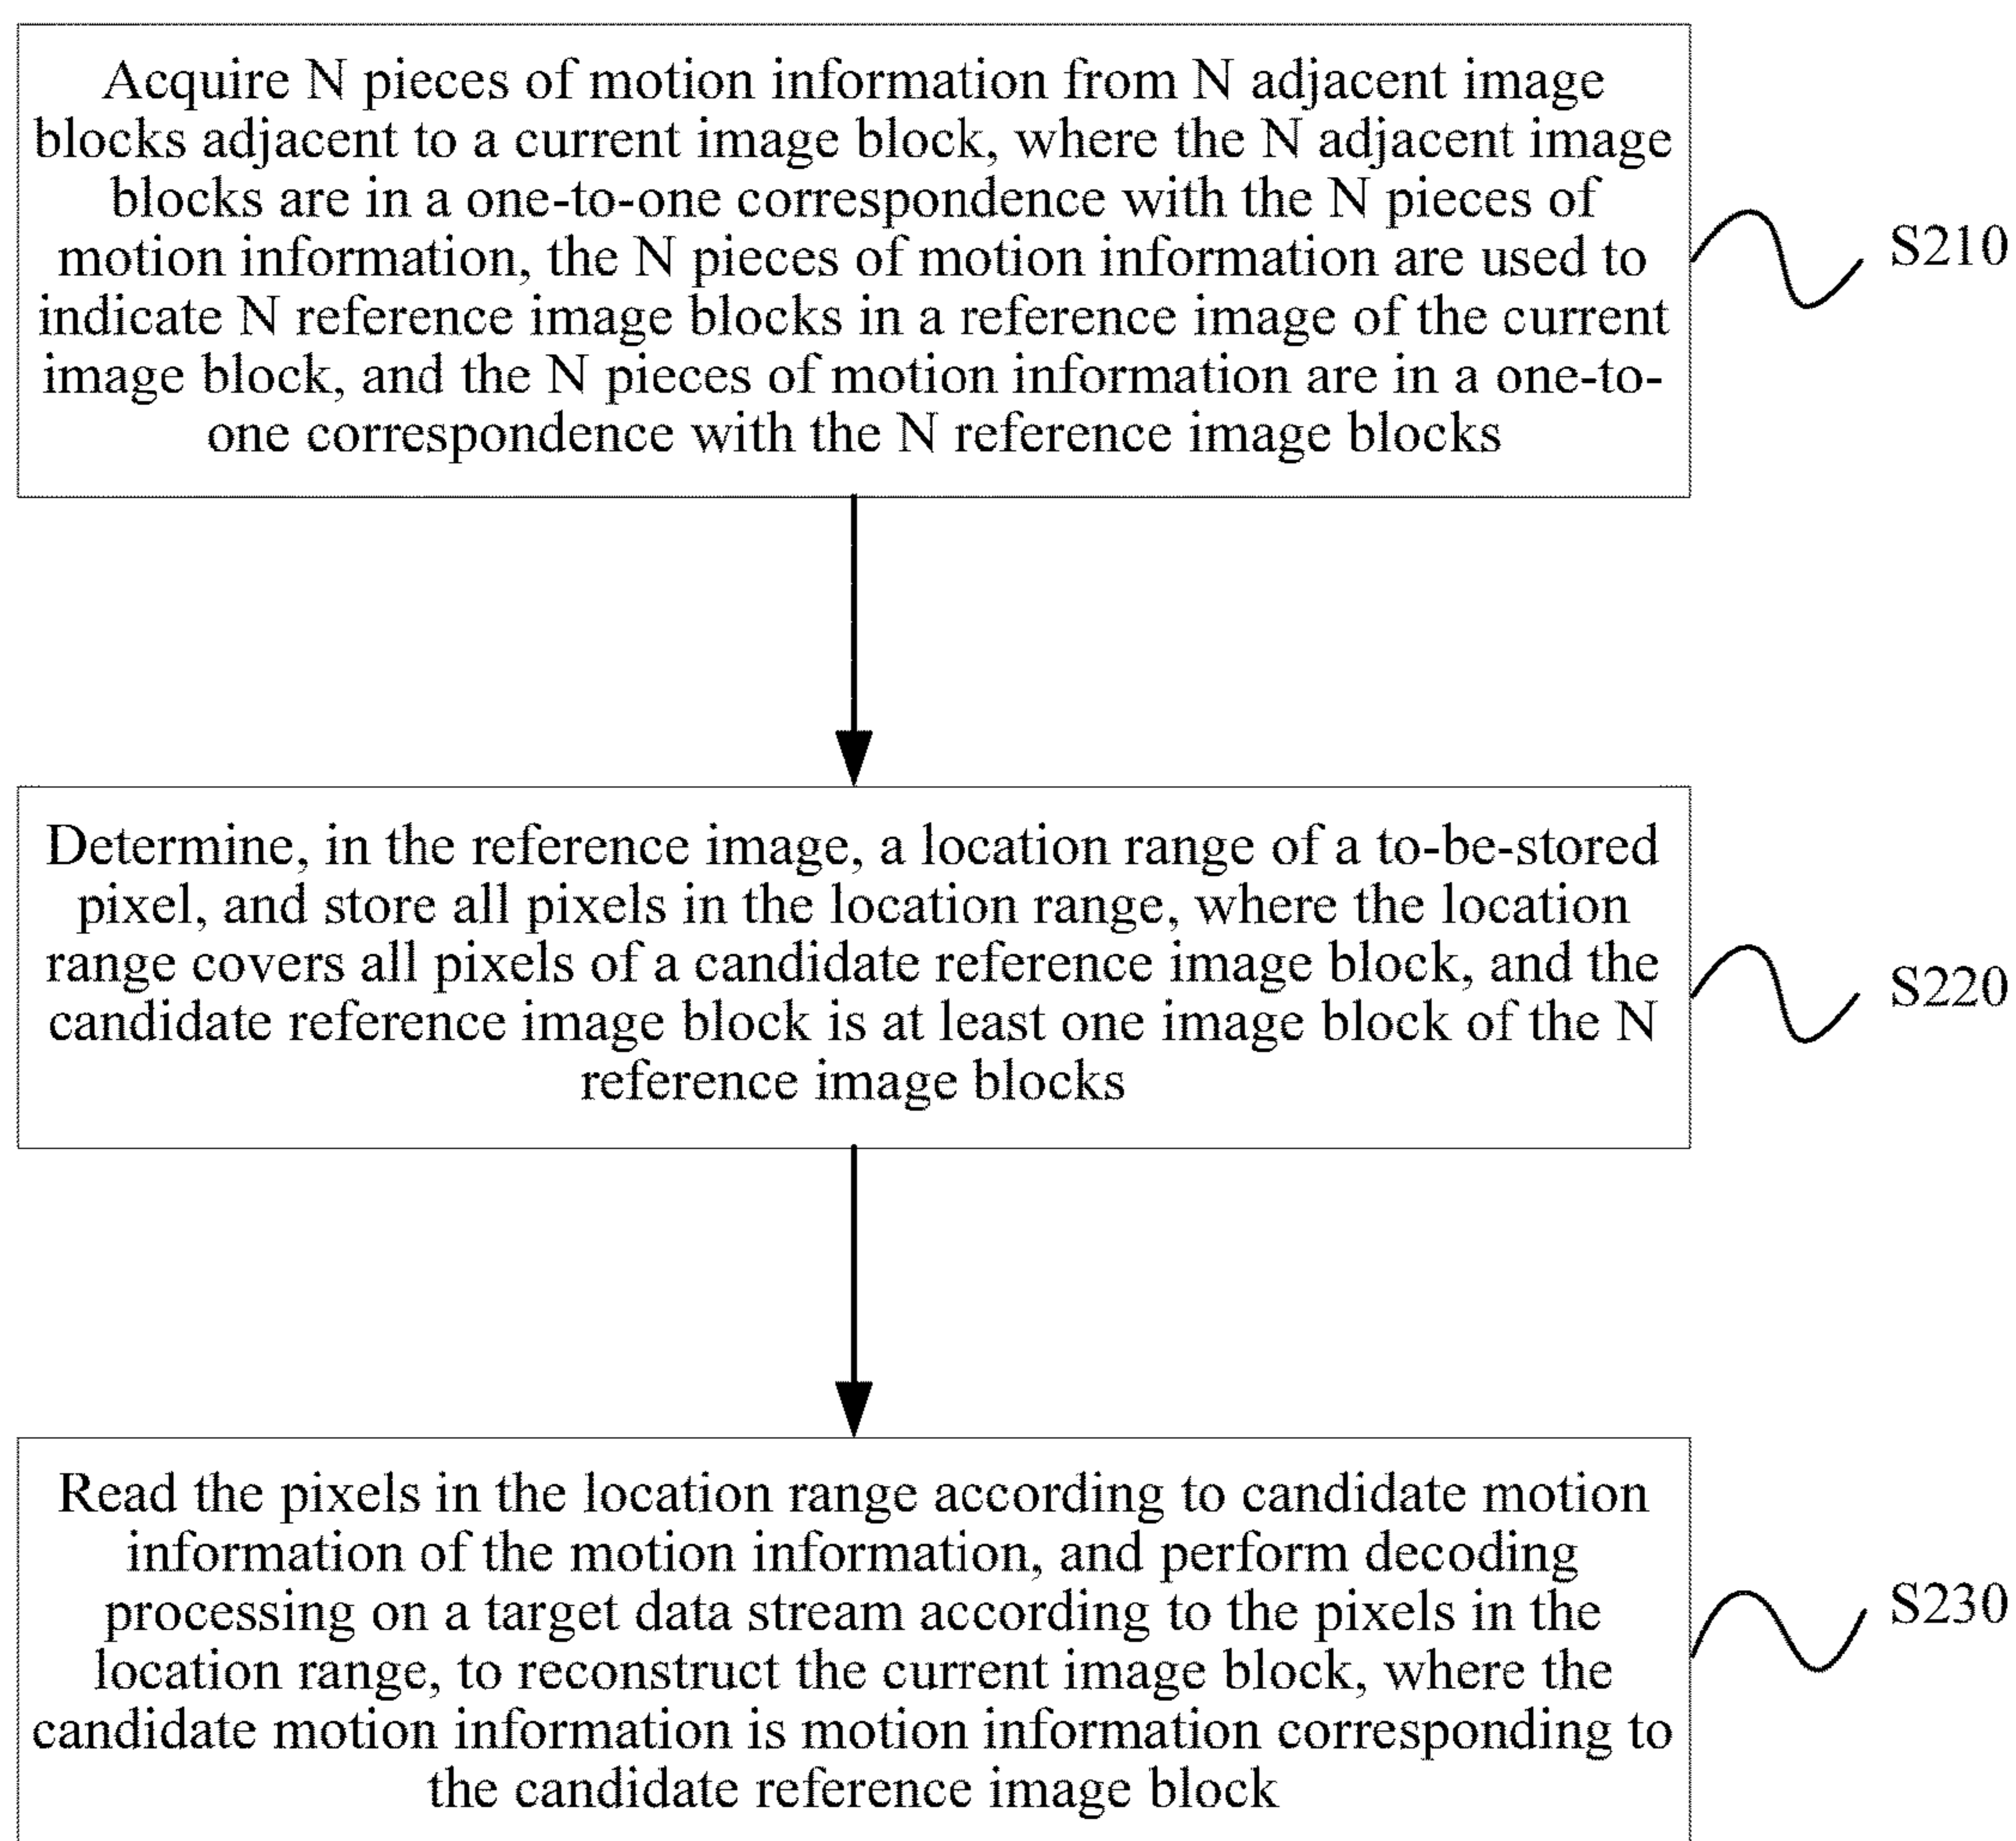 Acquire N pieces of motion information from N adjacent image
blocks adjacent to a current image block, where the N adjacent image
blocks are in a one-to-one correspondence with the N pieces of
motion information, the N pieces of motion information are used to
indicate N reference image blocks in a reference image of the current
image block, and the N pieces of motion information are in a one-to-
one correspondence with the N reference image blocks
S210
Determine, in the reference image, a location range of a to-be-stored
pixel, and store all pixels in the location range, where the location
range covers all pixels of a candidate reference image block, and the
candidate reference image block is at least one image block of the N
reference image blocks
S220
Read the pixels in the location range according to candidate motion
information of the motion information, and perform decoding
processing on a target data stream according to the pixels in the
location range, to reconstruct the current image block, where the
candidate motion information is motion information corresponding to
the candidate reference image block
S230